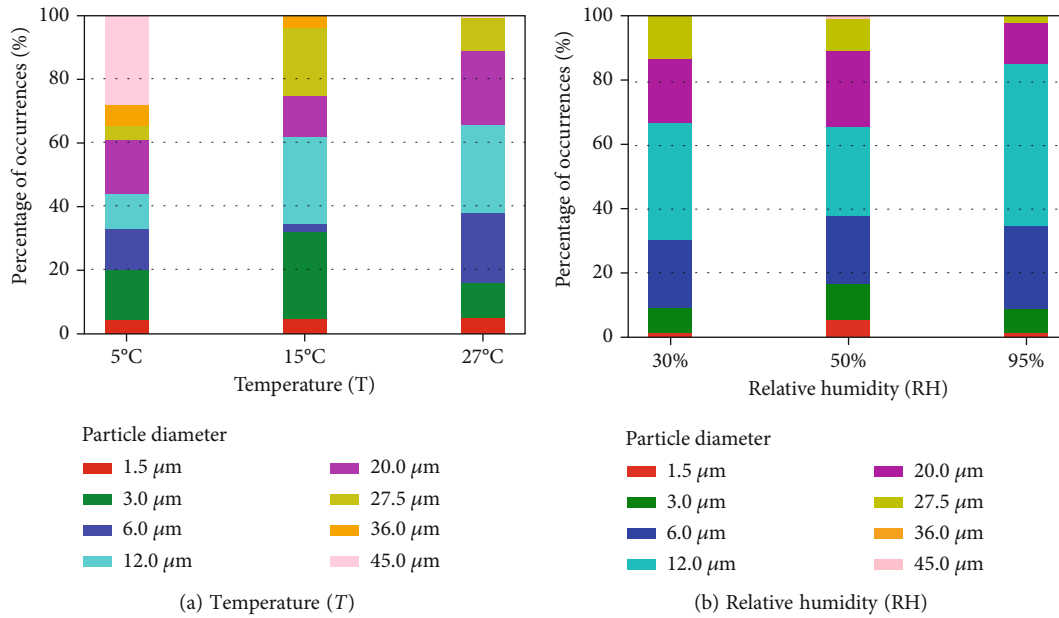 Percentage of occurrences (%)
100
80
60
40
20
0
5°C
15°C
27°C
Temperature (T)
Particle diameter
1.5 μm
3.0 μm
6.0 μm
12.0 μm
20.0 μm
27.5 μm
36.0 μm
45.0 μm
(a) Temperature (T)
Percentage of occurrences (%)
100
80
60
40
20
0
30%
50%
95%
Relative humidity (RH)
Particle diameter
1.5 μm
3.0 μm
6.0 μm
12.0 μm
20.0 μm
27.5 μm
36.0 μm
45.0 μm
(b) Relative humidity (RH)